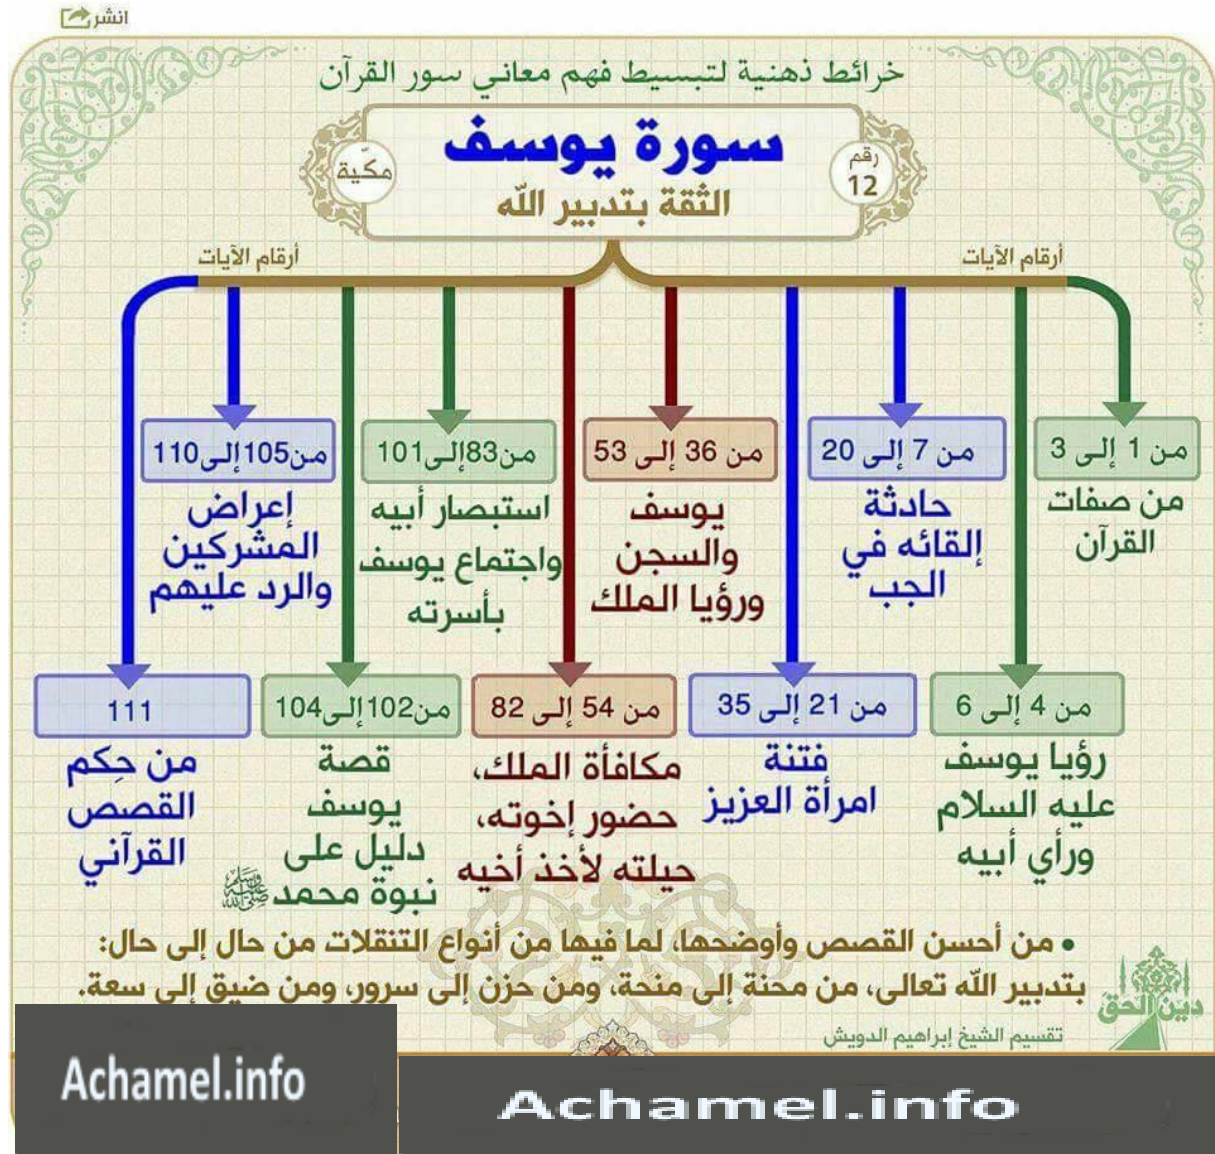 انشر
خرائط ذهنية لتبسيط فهم معاني سور القرآن
سورة يوسف
رقم
12
مكّية
الثقة بتدبير الله
أرقام الآيات
أرقام الآيات
من 1 إلى 3
من صفات
القرآن
من 4 إلى 6
رؤيا يوسف
عليه السلام
ورأي أبيه
من 7 إلى 20
حادثة
إلقائه في
الجب
من 21 إلى 35
فتنة
امرأة العزيز
من 36 إلى 53
يوسف
والسجن
ورؤيا الملك
من 54 إلى 82
مكافأة الملك،
حضور إخوته،
حيلته لأخذ أخيه
من83إلى101
استبصار أبيه
واجتماع يوسف
بأسرته
من102إلى104
قصة
يوسف
دليل على
نبوة محمد ﷺ
من105إلى110
إعراض
المشركين
والرد عليهم
111
من حِكم
القصص
القرآني
• من أحسن القصص وأوضحها، لما فيها من أنواع التنقلات من حال إلى حال:
بتدبير الله تعالى، من محنة إلى منحة، ومن حزن إلى سرور، ومن ضيق إلى سعة.
دين الحق
تقسيم الشيخ إبراهيم الدويش
Achamel.info
Achamel.info